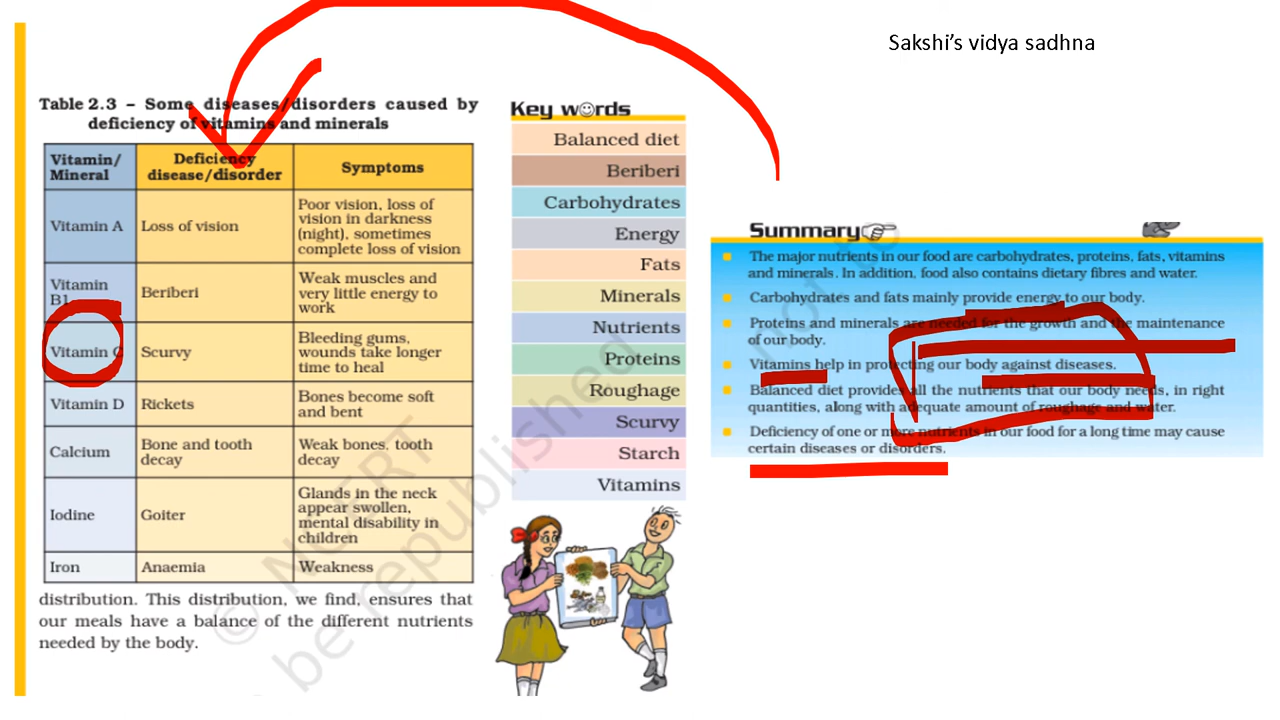 Sakshi's vidya sadhna
Table 2.3 – Some diseases/disorders caused by
deficiency of vitamins and minerals
Vitamin/
Mineral
Deficiency
disease/disorder
Symptoms
Vitamin A
Loss of vision
Poor vision, loss of
vision in darkness
(night), sometimes
complete loss of vision
Vitamin
B1
Beriberi
Weak muscles and
very little energy to
work
Vitamin C
Scurvy
Bleeding gums,
wounds take longer
time to heal
Vitamin D
Rickets
Bones become soft
and bent
Calcium
Bone and tooth
decay
Weak bones, tooth
decay
Iodine
Goiter
Glands in the neck
appear swollen,
mental disability in
children
Iron
Anaemia
Weakness
distribution. This distribution, we find, ensures that
our meals have a balance of the different nutrients
needed by the body.
Key words
Balanced diet
Beriberi
Carbohydrates
Energy
Fats
Minerals
Nutrients
Proteins
Roughage
Scurvy
Starch
Vitamins
Summary
The major nutrients in our food are carbohydrates, proteins, fats, vitamins
and minerals. In addition, food also contains dietary fibres and water.
Carbohydrates and fats mainly provide energy to our body.
Proteins and minerals are needed for the growth and the maintenance
of our body.
Vitamins help in protecting our body against diseases.
Balanced diet provides all the nutrients that our body needs, in right
quantities, along with adequate amount of roughage and water.
Deficiency of one or more nutrients in our food for a long time may cause
certain diseases or disorders.
© NCERT
be republished
not to